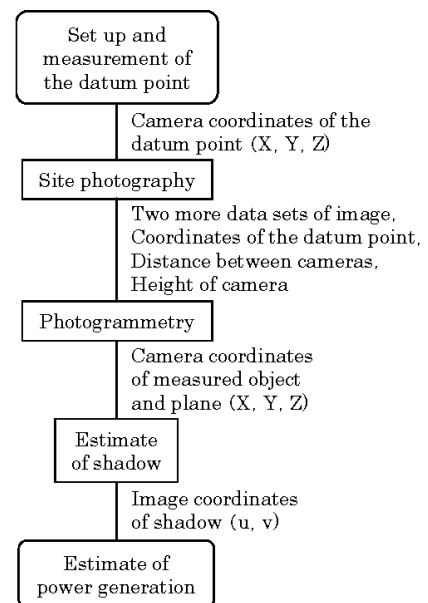 Set up and
measurement of
the datum point
Camera coordinates of the
datum point (X, Y, Z)
Site photography
Two more data sets of image,
Coordinates of the datum point,
Distance between cameras,
Height of camera
Photogrammetry
Camera coordinates
of measured object
and plane (X, Y, Z)
Estimate
of shadow
Image coordinates
of shadow (u, v)
Estimate of
power generation